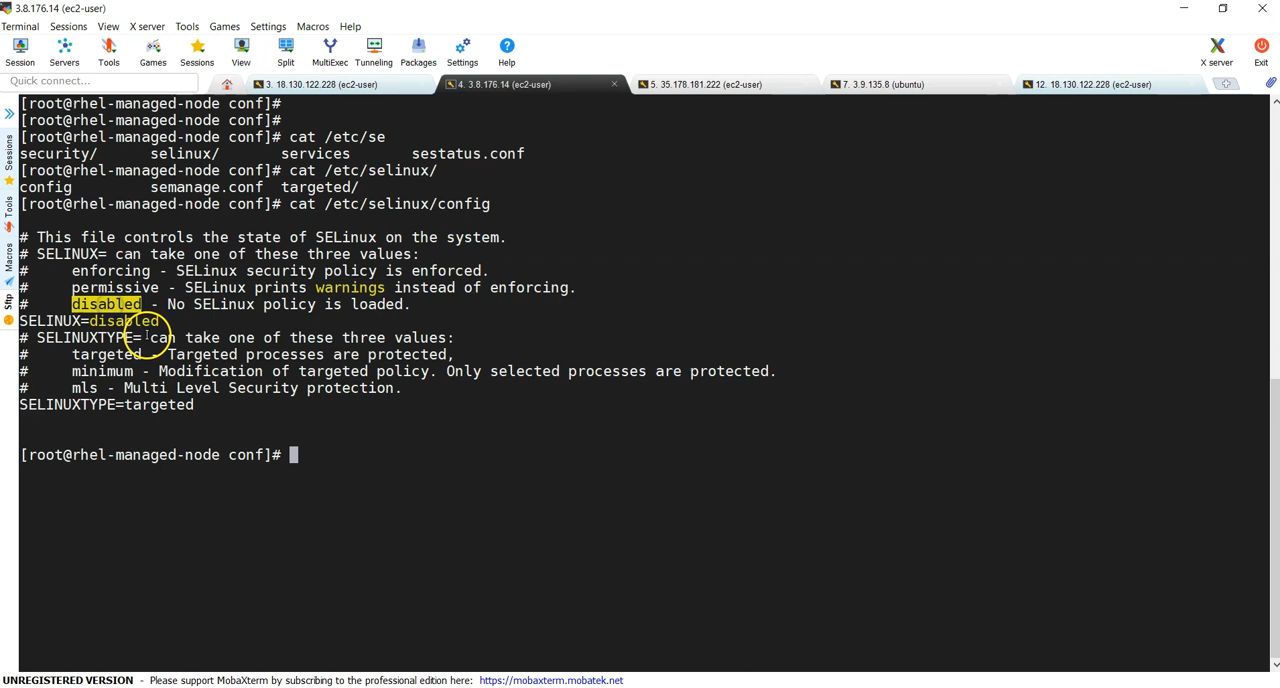 3.8.176.14 (ec2-user)
Terminal Sessions View X server Tools Games Settings Macros Help
Session Servers Tools Games Sessions View Split MultiExec Tunneling Packages Settings Help X server Exit
Quick connect...
3. 18.130.122.228 (ec2-user)
4. 3.8.176.14 (ec2-user)
5. 35.178.181.222 (ec2-user)
7. 3.9.135.8 (ubuntu)
12. 18.130.122.228 (ec2-user)
Sessions
Tools
Macros
Sftp
[root@rhel-managed-node conf]#
[root@rhel-managed-node conf]#
[root@rhel-managed-node conf]# cat /etc/se
security/ selinux/ services sestatus.conf
[root@rhel-managed-node conf]# cat /etc/selinux/
config semanage.conf targeted/
[root@rhel-managed-node conf]# cat /etc/selinux/config
# This file controls the state of SELinux on the system.
# SELINUX= can take one of these three values:
# enforcing - SELinux security policy is enforced.
# permissive - SELinux prints warnings instead of enforcing.
# disabled - No SELinux policy is loaded.
SELINUX=disabled
# SELINUXTYPE= can take one of these three values:
# targeted - Targeted processes are protected,
# minimum - Modification of targeted policy. Only selected processes are protected.
# mls - Multi Level Security protection.
SELINUXTYPE=targeted
[root@rhel-managed-node conf]#
UNREGISTERED VERSION - Please support MobaXterm by subscribing to the professional edition here: https://mobaxterm.mobatek.net